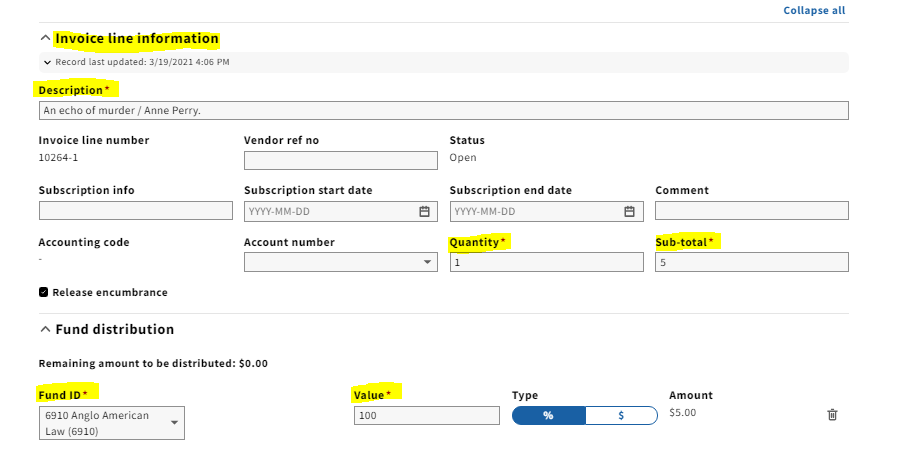 Collapse all
Invoice line information
Record last updated: 3/19/2021 4:06 PM
Description*
An echo of murder / Anne Perry.
Invoice line number Vendor ref no Status
10264-1 Open
Subscription info Subscription start date Subscription end date Comment
YYYY-MM-DD YYYY-MM-DD
Accounting code Account number Quantity* Sub-total*
- 1 5
Release encumbrance
Fund distribution
Remaining amount to be distributed: $0.00
Fund ID* Value* Type Amount
6910 Anglo American 100 % $ $5.00
Law (6910)